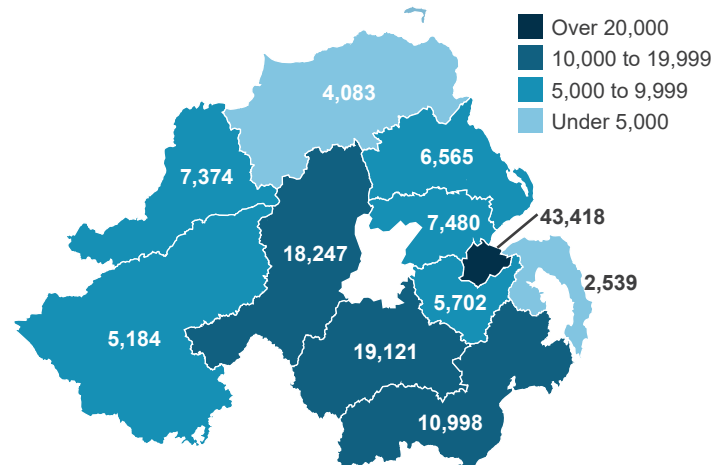 Over 20,000
10,000 to 19,999
5,000 to 9,999
Under 5,000
4,083
6,565
7,374
7,480
43,418
18,247
2,539
5,702
5,184
19,121
10,998